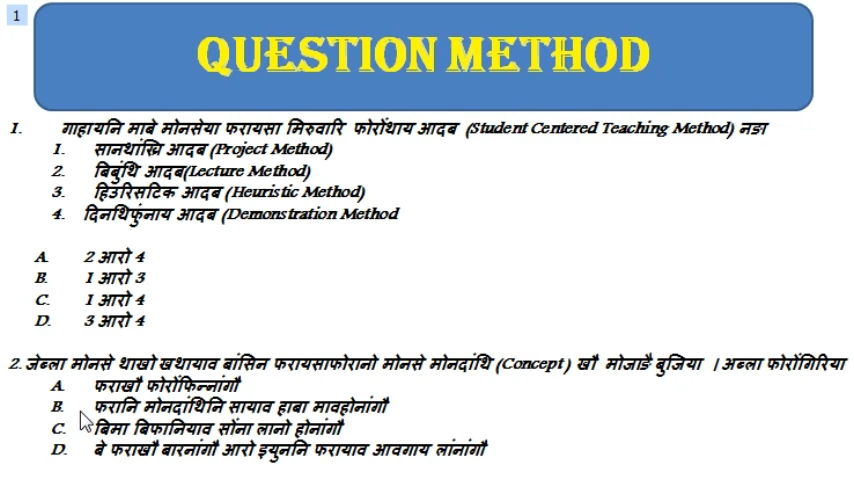 1
QUESTION METHOD
1. गाहायनि माबे मोनसेया फरायसा मिरुवारि फोरोंथाय आदब (Student Centered Teaching Method) नङा
1. सानथांख्रि आदब (Project Method)
2. बिबुंथि आदब(Lecture Method)
3. हिउरिसटिक आदब (Heuristic Method)
4. दिनथिफुंनाय आदब (Demonstration Method
A. 2 आरो 4
B. 1 आरो 3
C. 1 आरो 4
D. 3 आरो 4
2. जेब्ला मोनसे थाखो खथायाव बांसिन फरायसाफोरानो मोनसे मोनदांथि (Concept) खौ मोजाङै बुजिया । अब्ला फोरोंगिरिया
A. फराखौ फोरोंफिन्नांगौ
B. फरानि मोनदांथिनि सायाव हाबा मावहोनांगौ
C. बिमा बिफानियाव सोंना लानो होनांगौ
D. बे फराखौ बारनांगौ आरो इयुननि फरायाव आवगाय लांनांगौ